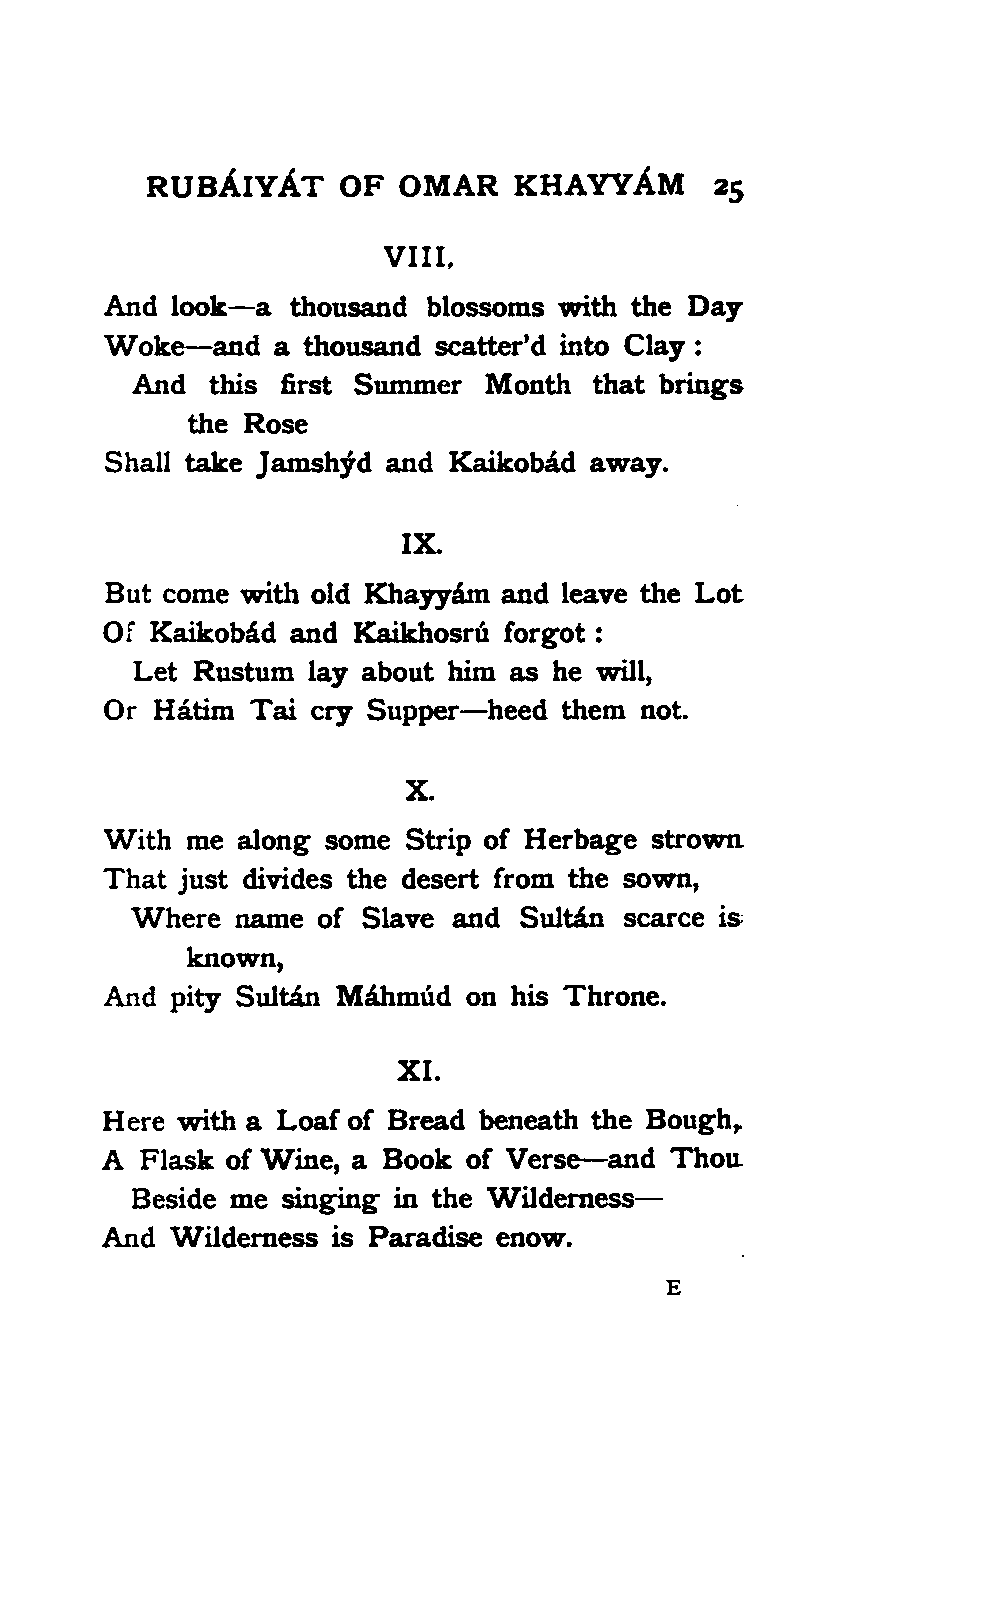 RUBÁIYÁT OF OMAR KHAYYÁM 25
VIII.
And look—a thousand blossoms with the Day
Woke—and a thousand scatter'd into Clay :
And this first Summer Month that brings
the Rose
Shall take Jamshýd and Kaikobád away.
IX.
But come with old Khayyám and leave the Lot
Of Kaikobád and Kaikhosrú forgot :
Let Rustum lay about him as he will,
Or Hátim Tai cry Supper—heed them not.
X.
With me along some Strip of Herbage strown
That just divides the desert from the sown,
Where name of Slave and Sultán scarce is
known,
And pity Sultán Máhmúd on his Throne.
XI.
Here with a Loaf of Bread beneath the Bough,
A Flask of Wine, a Book of Verse—and Thou
Beside me singing in the Wilderness—
And Wilderness is Paradise enow.
E